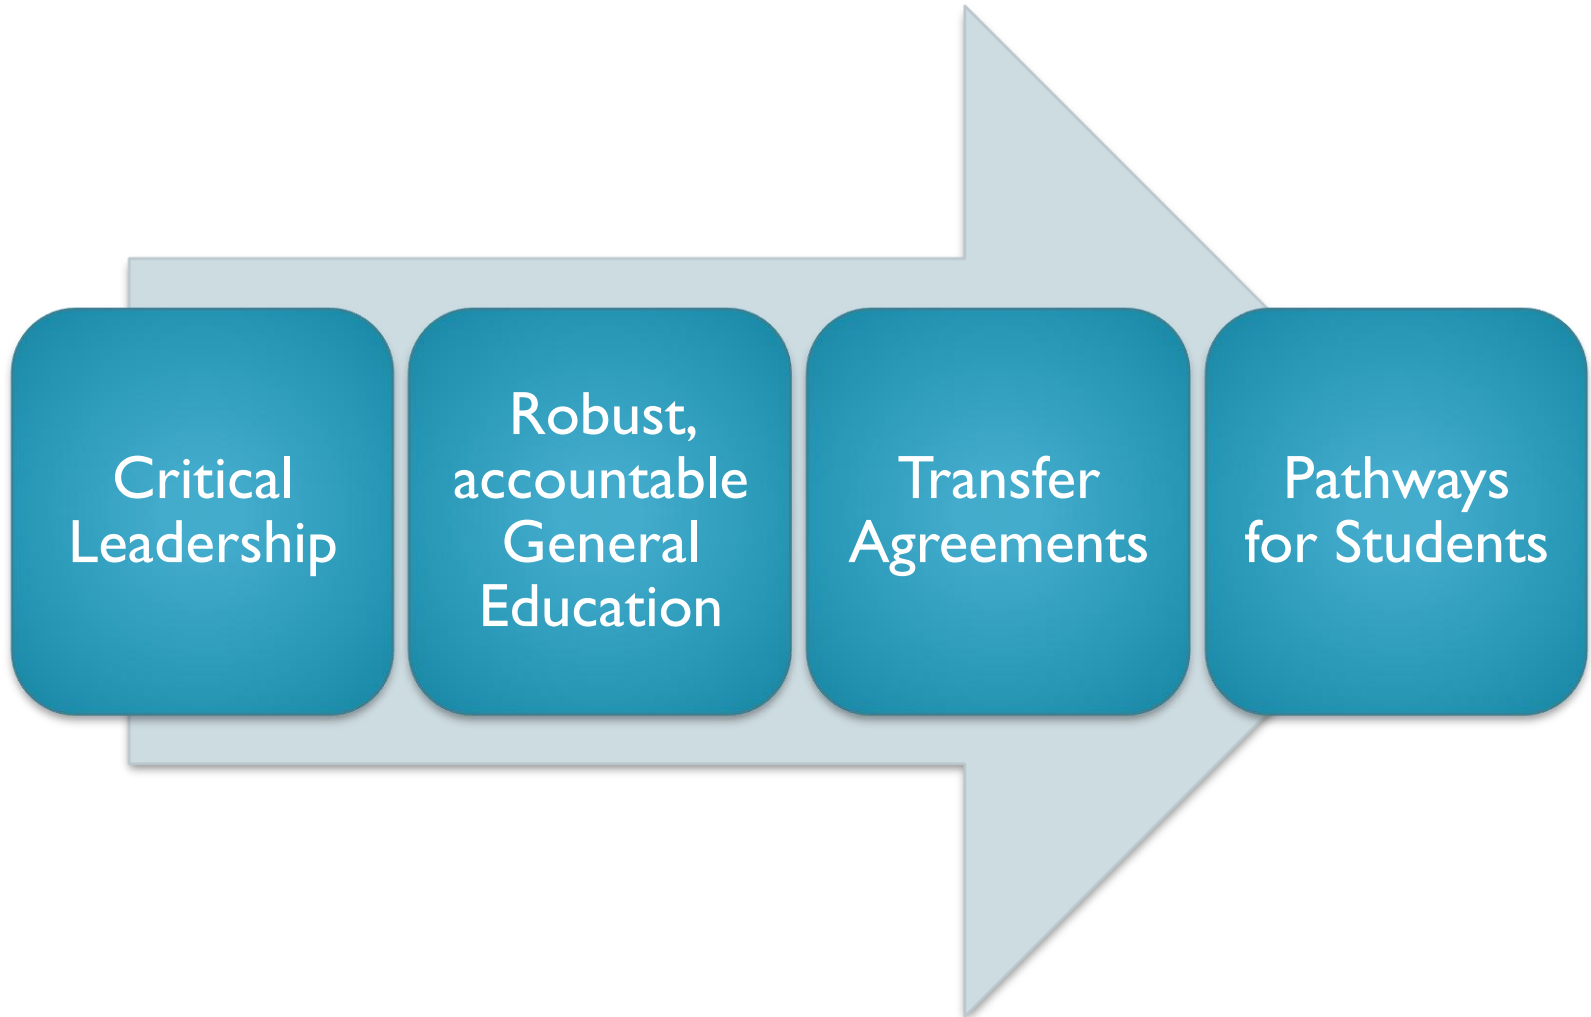 Critical
Leadership
Robust,
accountable
General
Education
Transfer
Agreements
Pathways
for Students